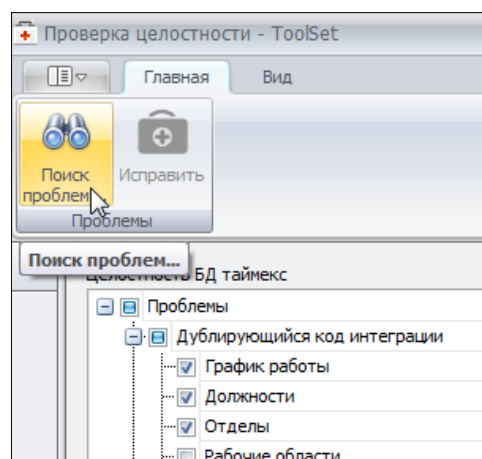 Проверка целостности - ToolSet
Главная Вид
Поиск проблем
Исправить
Проблемы
Поиск проблем...
Целостность БД таймекс
Проблемы
Дублирующийся код интеграции
График работы
Должности
Отделы
Рабочие области